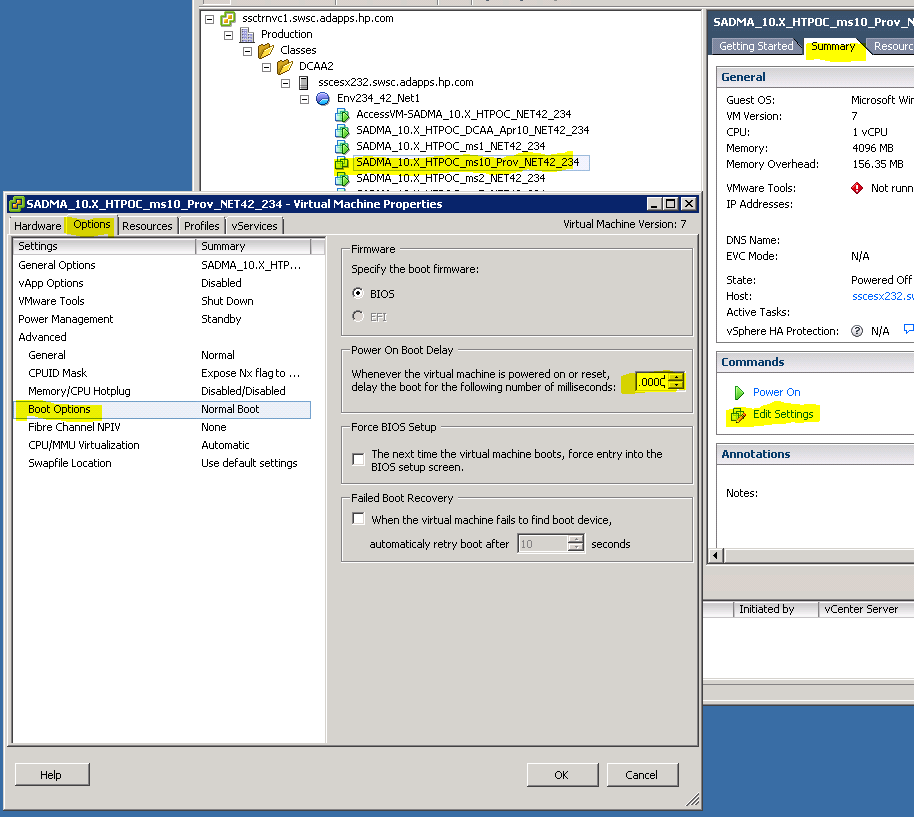 ssctrnvc1.swsc.adapps.hp.com
Production
Classes
DCAA2
sscesx232.swsc.adapps.hp.com
Env234_42_Net1
AccessVM-SADMA_10.X_HTPOC_NET42_234
SADMA_10.X_HTPOC_DCAA_Apr10_NET42_234
SADMA_10.X_HTPOC_ms1_NET42_234
SADMA_10.X_HTPOC_ms10_Prov_NET42_234
SADMA_10.X_HTPOC_ms2_NET42_234
SADMA_10.X_HTPOC_ms10_Prov_N
Getting Started Summary Resourc
General
Guest OS: Microsoft Win
VM Version: 7
CPU: 1 vCPU
Memory: 4096 MB
Memory Overhead: 156.35 MB
VMware Tools: Not runn
IP Addresses:
DNS Name:
EVC Mode: N/A
State: Powered Off
Host: sscesx232.sw
Active Tasks:
vSphere HA Protection: N/A
Commands
Power On
Edit Settings
Annotations
Notes:
Initiated by vCenter Server
SADMA_10.X_HTPOC_ms10_Prov_NET42_234 - Virtual Machine Properties
Hardware Options Resources Profiles vServices Virtual Machine Version: 7
Settings Summary
General Options SADMA_10.X_HTP...
vApp Options Disabled
VMware Tools Shut Down
Power Management Standby
Advanced
General Normal
CPUID Mask Expose Nx flag to ...
Memory/CPU Hotplug Disabled/Disabled
Boot Options Normal Boot
Fibre Channel NPIV None
CPU/MMU Virtualization Automatic
Swapfile Location Use default settings
Firmware
Specify the boot firmware:
BIOS
EFI
Power On Boot Delay
Whenever the virtual machine is powered on or reset,
delay the boot for the following number of milliseconds:
Force BIOS Setup
The next time the virtual machine boots, force entry into the
BIOS setup screen.
Failed Boot Recovery
When the virtual machine fails to find boot device,
automaticaly retry boot after 10 seconds
Help OK Cancel